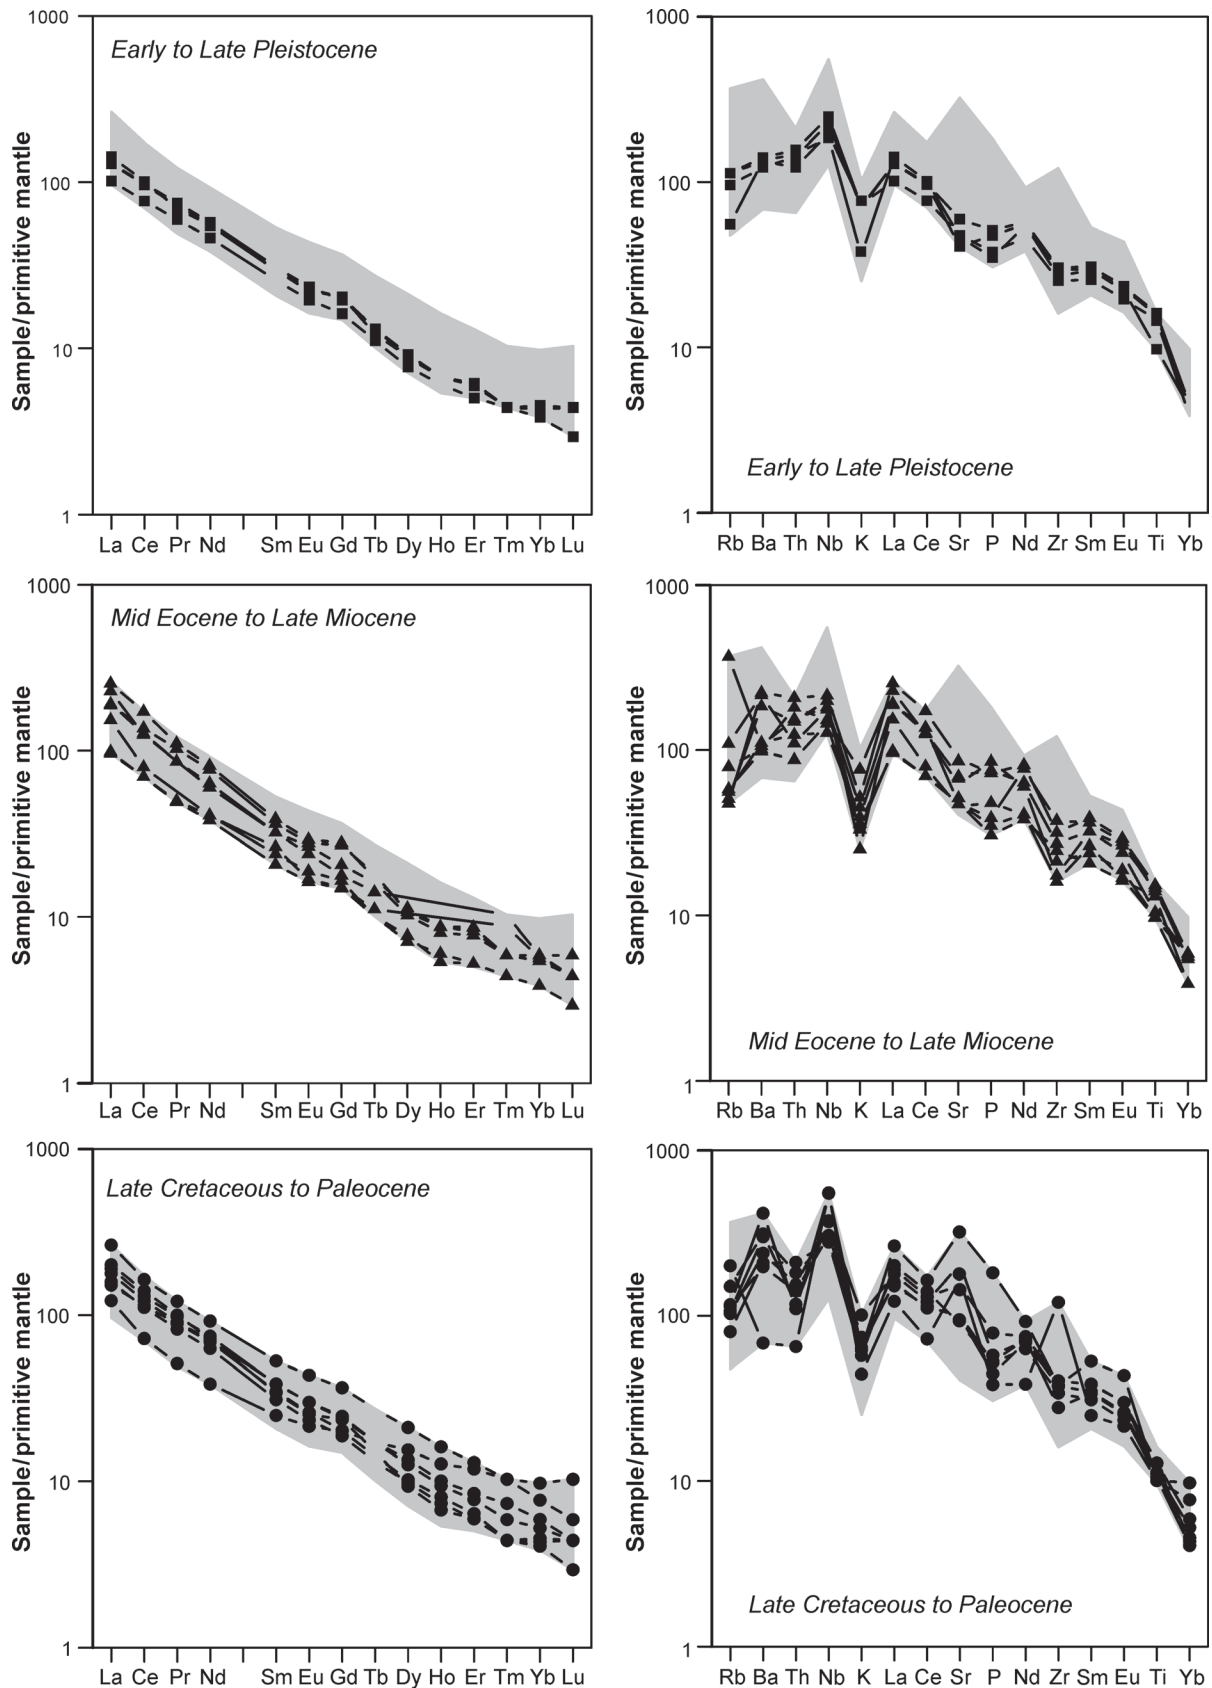 1000
100
10
1
Sample/primitive mantle
Early to Late Pleistocene
La Ce Pr Nd Sm Eu Gd Tb Dy Ho Er Tm Yb Lu
1000
100
10
1
Sample/primitive mantle
Early to Late Pleistocene
Rb Ba Th Nb K La Ce Sr P Nd Zr Sm Eu Ti Yb
1000
100
10
1
Sample/primitive mantle
Mid Eocene to Late Miocene
La Ce Pr Nd Sm Eu Gd Tb Dy Ho Er Tm Yb Lu
1000
100
10
1
Sample/primitive mantle
Mid Eocene to Late Miocene
Rb Ba Th Nb K La Ce Sr P Nd Zr Sm Eu Ti Yb
1000
100
10
1
Sample/primitive mantle
Late Cretaceous to Paleocene
La Ce Pr Nd Sm Eu Gd Tb Dy Ho Er Tm Yb Lu
1000
100
10
1
Sample/primitive mantle
Late Cretaceous to Paleocene
Rb Ba Th Nb K La Ce Sr P Nd Zr Sm Eu Ti Yb